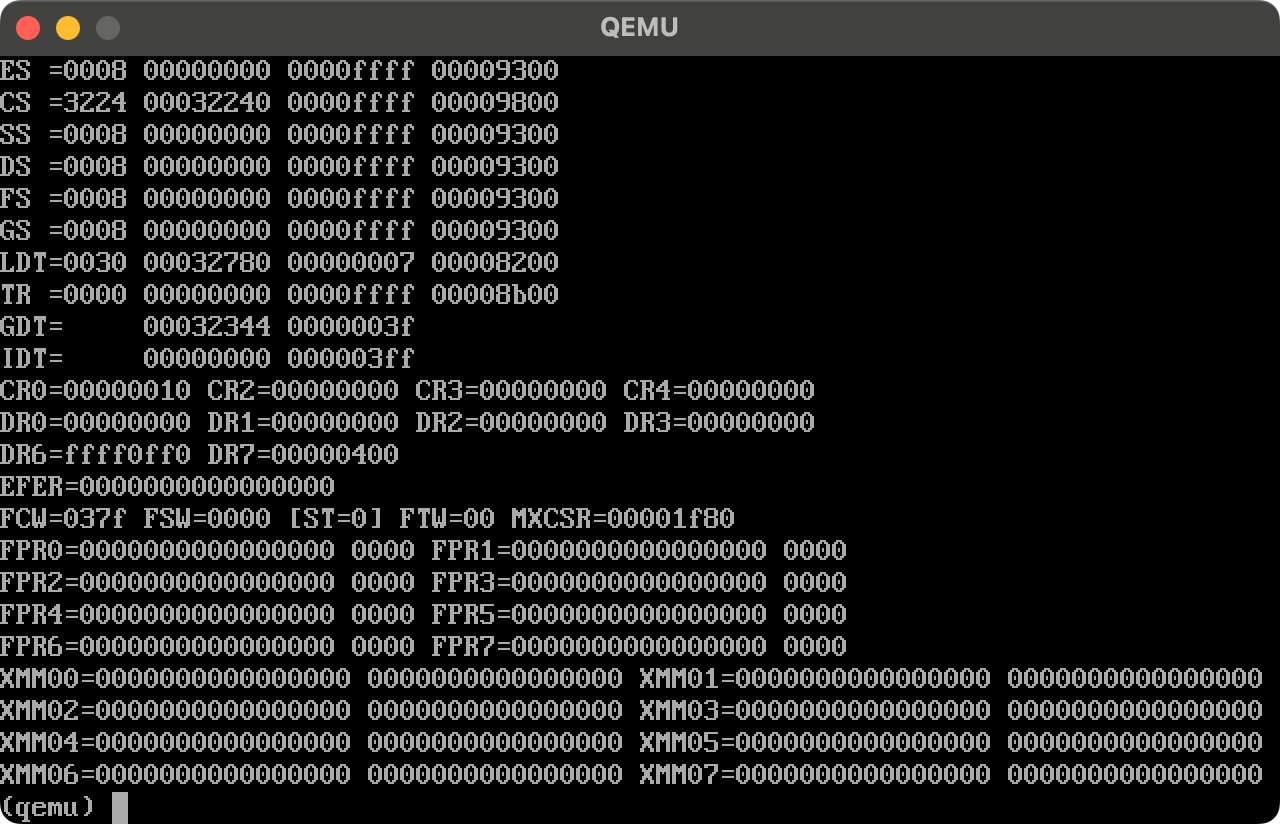 QEMU
ES =0008 00000000 0000ffff 00009300
CS =3224 00032240 0000ffff 00009800
SS =0008 00000000 0000ffff 00009300
DS =0008 00000000 0000ffff 00009300
FS =0008 00000000 0000ffff 00009300
GS =0008 00000000 0000ffff 00009300
LDT=0030 00032780 00000007 00008200
TR =0000 00000000 0000ffff 00008b00
GDT=     00032344 0000003f
IDT=     00000000 000003ff
CR0=00000010 CR2=00000000 CR3=00000000 CR4=00000000
DR0=00000000 DR1=00000000 DR2=00000000 DR3=00000000
DR6=ffff0ff0 DR7=00000400
EFER=0000000000000000
FCW=037f FSW=0000 [ST=0] FTW=00 MXCSR=00001f80
FPR0=0000000000000000 0000 FPR1=0000000000000000 0000
FPR2=0000000000000000 0000 FPR3=0000000000000000 0000
FPR4=0000000000000000 0000 FPR5=0000000000000000 0000
FPR6=0000000000000000 0000 FPR7=0000000000000000 0000
XMM00=0000000000000000 0000000000000000 XMM01=0000000000000000 0000000000000000
XMM02=0000000000000000 0000000000000000 XMM03=0000000000000000 0000000000000000
XMM04=0000000000000000 0000000000000000 XMM05=0000000000000000 0000000000000000
XMM06=0000000000000000 0000000000000000 XMM07=0000000000000000 0000000000000000
(qemu)